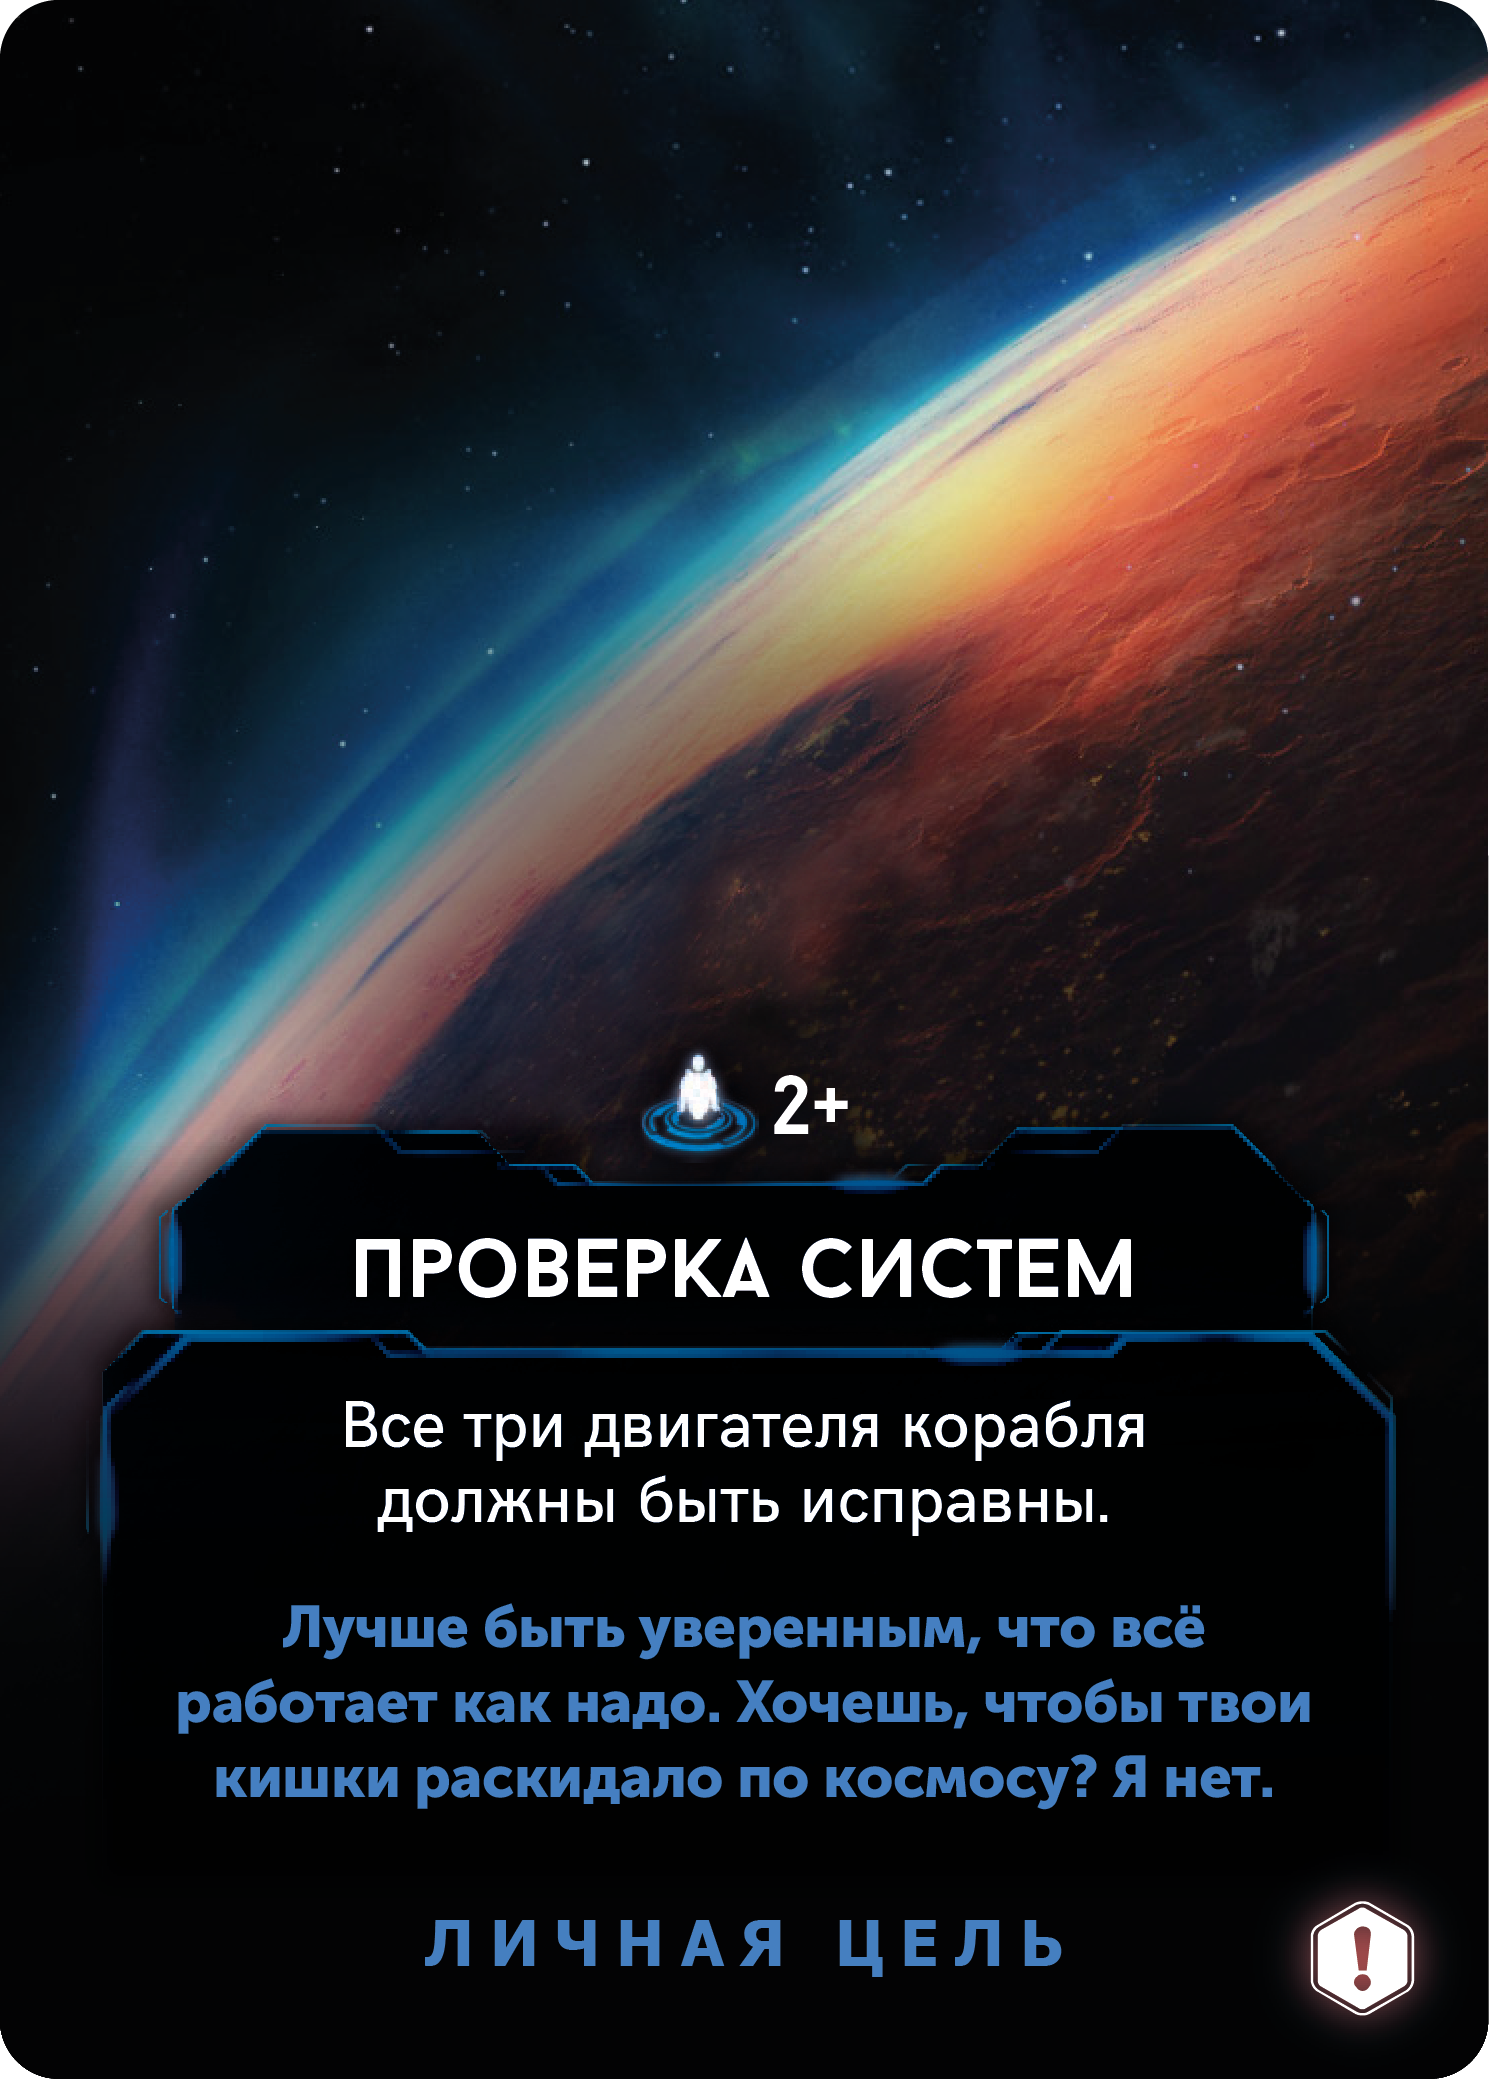 2+
ПРОВЕРКА СИСТЕМ
Все три двигателя корабля
должны быть исправны.
Лучше быть уверенным, что всё
работает как надо. Хочешь, чтобы твои
кишки раскидало по космосу? Я нет.
ЛИЧНАЯ ЦЕЛЬ
!